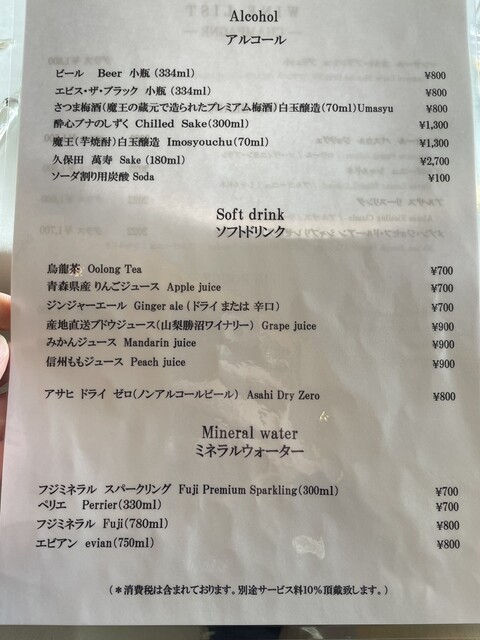 Alcohol
アルコール
ビール Beer 小瓶 (334ml) ¥800
エビス・ザ・ブラック 小瓶 (334ml) ¥800
さつま梅酒(魔王の蔵元で造られたプレミアム梅酒)白玉醸造(70ml)Umasyu ¥800
酔心ブナのしずく Chilled Sake(300ml) ¥1,300
魔王(芋焼酎)白玉醸造 Imosyouchu(70ml) ¥1,300
久保田 萬寿 Sake (180ml) ¥2,700
ソーダ割り用炭酸 Soda ¥100
Soft drink
ソフトドリンク
烏龍茶 Oolong Tea ¥700
青森県産りんごジュース Apple juice ¥700
ジンジャーエール Ginger ale (ドライ または 辛口) ¥700
産地直送ブドウジュース(山梨勝沼ワイナリー) Grape juice ¥900
みかんジュース Mandarin juice ¥900
信州ももジュース Peach juice ¥900
アサヒ ドライ ゼロ(ノンアルコールビール) Asahi Dry Zero ¥800
Mineral water
ミネラルウォーター
フジミネラル スパークリング Fuji Premium Sparkling(300ml) ¥700
ペリエ Perrier(330ml) ¥700
フジミネラル Fuji(780ml) ¥800
エビアン evian(750ml) ¥800
(*消費税は含まれております。別途サービス料10%頂戴致します。)